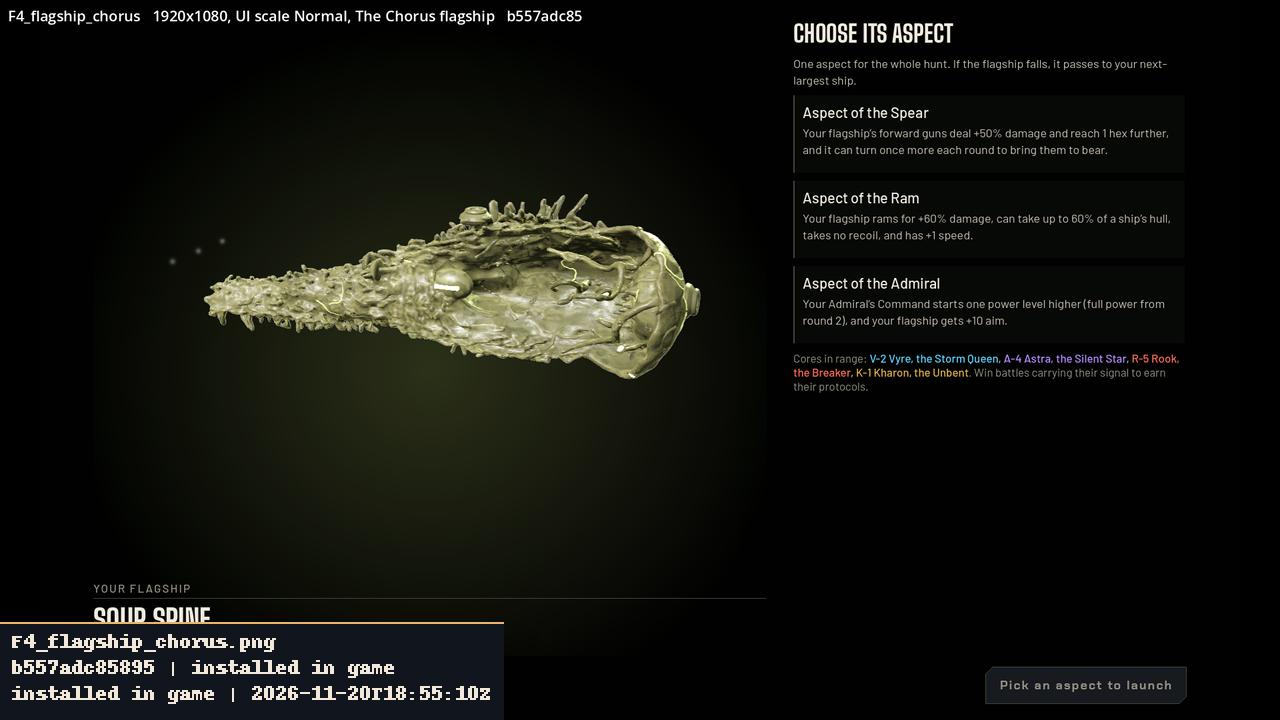 F4_flagship_chorus 1920x1080, UI scale Normal, The Chorus flagship b557adc85
CHOOSE ITS ASPECT
One aspect for the whole hunt. If the flagship falls, it passes to your next-
largest ship.
Aspect of the Spear
Your flagship's forward guns deal +50% damage and reach 1 hex further,
and it can turn once more each round to bring them to bear.
Aspect of the Ram
Your flagship rams for +60% damage, can take up to 60% of a ship's hull,
takes no recoil, and has +1 speed.
Aspect of the Admiral
Your Admiral's Command starts one power level higher (full power from
round 2), and your flagship gets +10 aim.
Cores in range: V-2 Vyre, the Storm Queen, A-4 Astra, the Silent Star, R-5 Rook,
the Breaker, K-1 Kharon, the Unbent. Win battles carrying their signal to earn
their protocols.
YOUR FLAGSHIP
SOUR SPINE
F4_flagship_chorus.png
b557adc85895 | installed in game
installed in game | 2026-11-20T18:55:10Z
Pick an aspect to launch